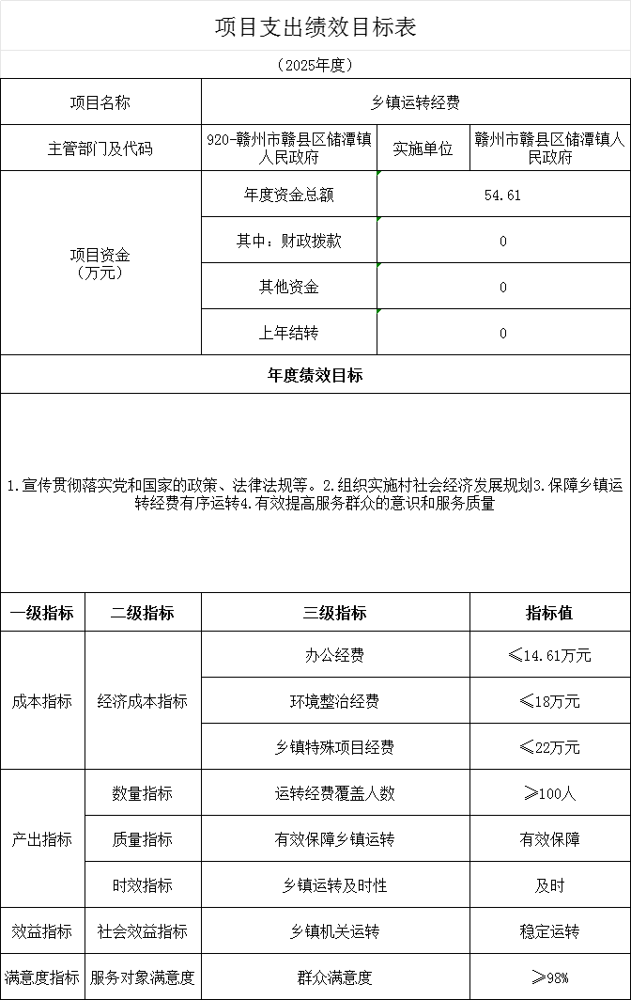 项目支出绩效目标表
（2025年度）
项目名称 乡镇运转经费
主管部门及代码 920-赣州市赣县区储潭镇人民政府 实施单位 赣州市赣县区储潭镇人民政府
项目资金
（万元）
年度资金总额 54.61
其中：财政拨款 0
其他资金 0
上年结转 0
年度绩效目标
1.宣传贯彻落实党和国家的政策、法律法规等。2.组织实施村社会经济发展规划3.保障乡镇运
转经费有序运转4.有效提高服务群众的意识和服务质量
一级指标 二级指标 三级指标 指标值
成本指标 经济成本指标 办公经费 ≤14.61万元
环境整治经费 ≤18万元
乡镇特殊项目经费 ≤22万元
产出指标 数量指标 运转经费覆盖人数 ≥100人
质量指标 有效保障乡镇运转 有效保障
时效指标 乡镇运转及时性 及时
效益指标 社会效益指标 乡镇机关运转 稳定运转
满意度指标 服务对象满意度 群众满意度 ≥98%